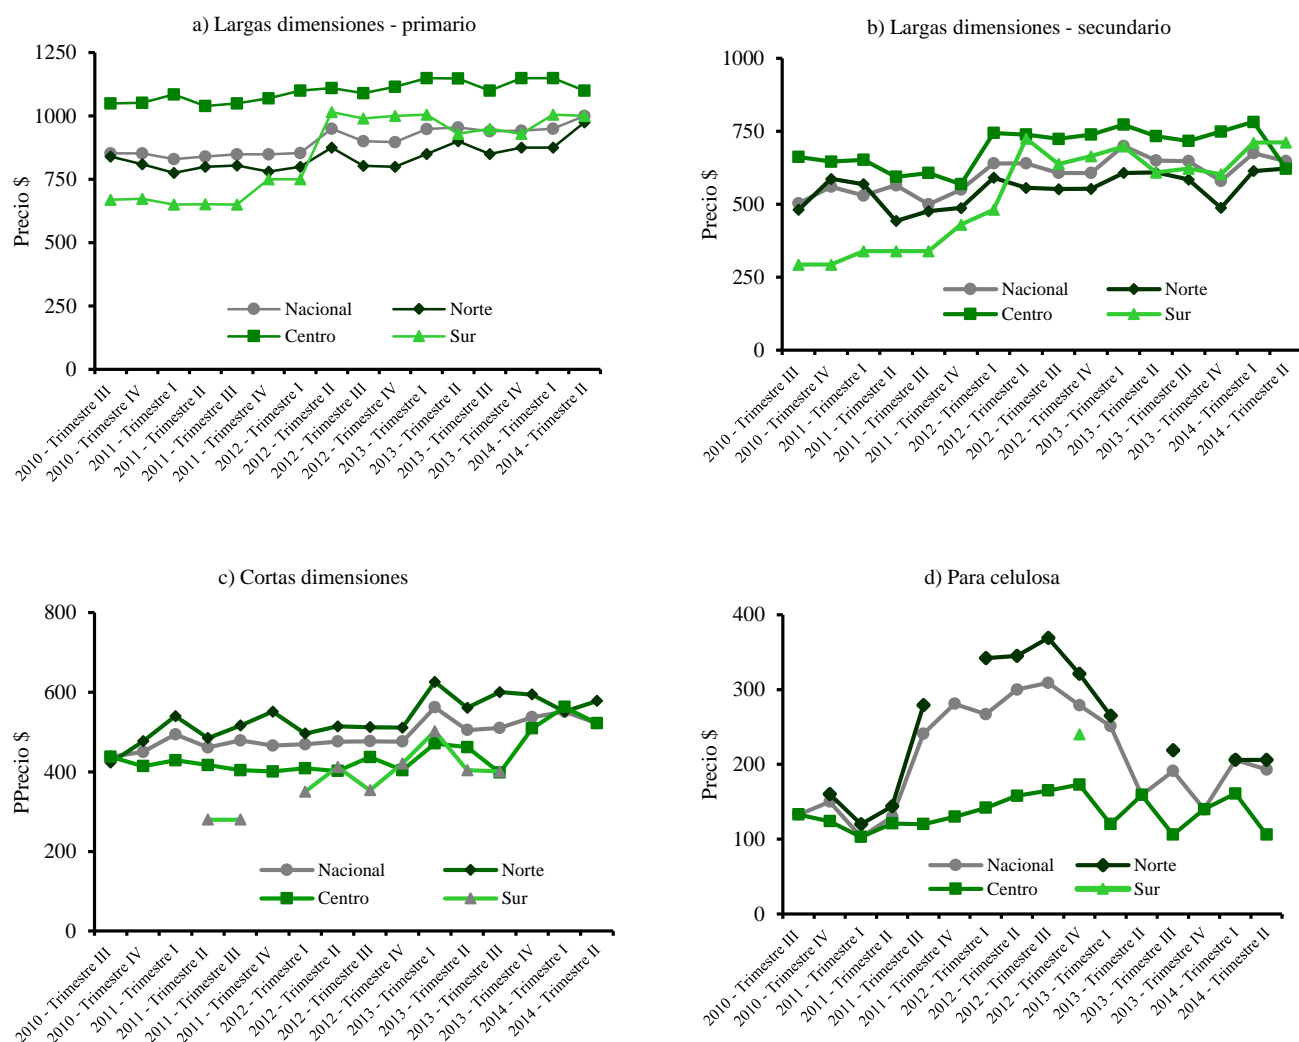 a) Largas dimensiones - primario
Precio $
1250
1000
750
500
250
0
Nacional
Norte
Centro
Sur
2010 - Trimestre III
2010 - Trimestre IV
2011 - Trimestre I
2011 - Trimestre II
2011 - Trimestre III
2011 - Trimestre IV
2012 - Trimestre I
2012 - Trimestre II
2012 - Trimestre III
2012 - Trimestre IV
2013 - Trimestre I
2013 - Trimestre II
2013 - Trimestre III
2013 - Trimestre IV
2014 - Trimestre I
2014 - Trimestre II
b) Largas dimensiones - secundario
Precio $
1000
750
500
250
0
Nacional
Norte
Centro
Sur
2010 - Trimestre III
2010 - Trimestre IV
2011 - Trimestre I
2011 - Trimestre II
2011 - Trimestre III
2011 - Trimestre IV
2012 - Trimestre I
2012 - Trimestre II
2012 - Trimestre III
2012 - Trimestre IV
2013 - Trimestre I
2013 - Trimestre II
2013 - Trimestre III
2013 - Trimestre IV
2014 - Trimestre I
2014 - Trimestre II
c) Cortas dimensiones
PPrecio $
800
600
400
200
0
Nacional
Norte
Centro
Sur
2010 - Trimestre III
2010 - Trimestre IV
2011 - Trimestre I
2011 - Trimestre II
2011 - Trimestre III
2011 - Trimestre IV
2012 - Trimestre I
2012 - Trimestre II
2012 - Trimestre III
2012 - Trimestre IV
2013 - Trimestre I
2013 - Trimestre II
2013 - Trimestre III
2013 - Trimestre IV
2014 - Trimestre I
2014 - Trimestre II
d) Para celulosa
Precio $
400
300
200
100
0
Nacional
Norte
Centro
Sur
2010 - Trimestre III
2010 - Trimestre IV
2011 - Trimestre I
2011 - Trimestre II
2011 - Trimestre III
2011 - Trimestre IV
2012 - Trimestre I
2012 - Trimestre II
2012 - Trimestre III
2012 - Trimestre IV
2013 - Trimestre I
2013 - Trimestre II
2013 - Trimestre III
2013 - Trimestre IV
2014 - Trimestre I
2014 - Trimestre II